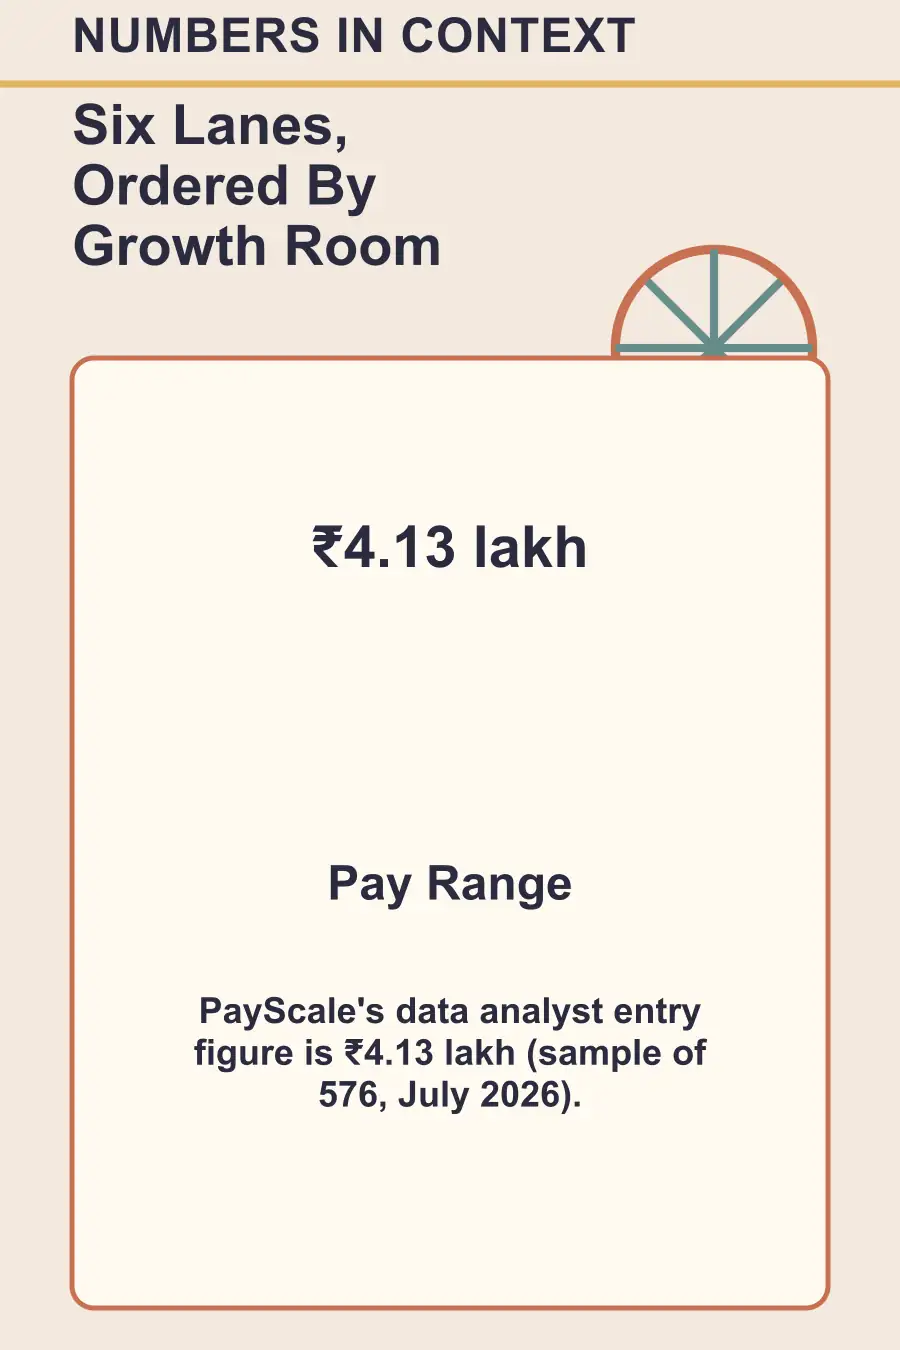 NUMBERS IN CONTEXT
Six Lanes,
Ordered By
Growth Room
₹4.13 lakh
Pay Range
PayScale's data analyst entry
figure is ₹4.13 lakh (sample of
576, July 2026).